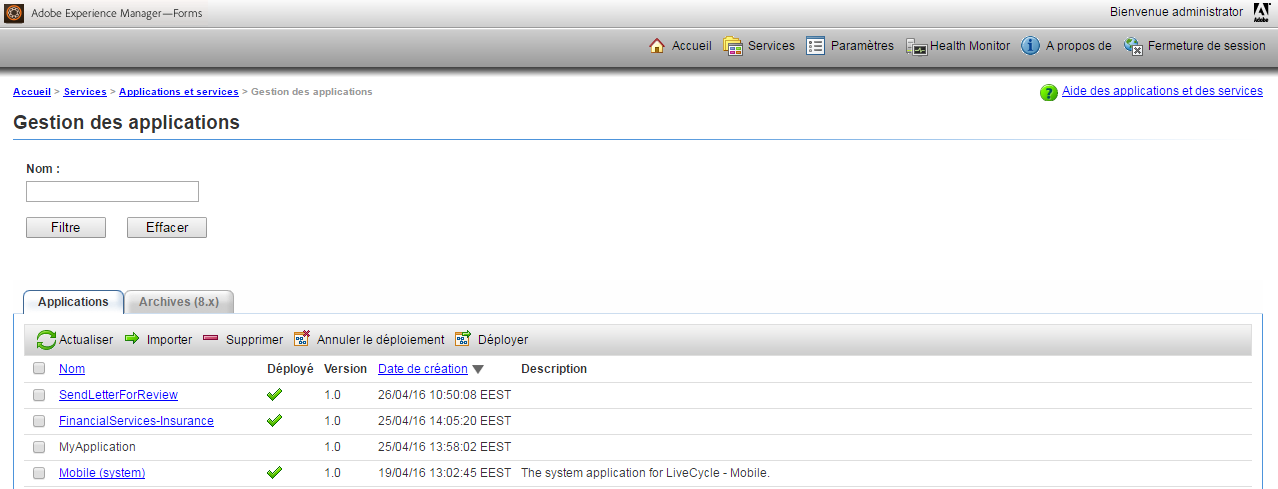 Adobe Experience Manager—Forms
Bienvenue administrator
Adobe
Accueil Services Paramètres Health Monitor A propos de Fermeture de session
Accueil > Services > Applications et services > Gestion des applications
Aide des applications et des services
Gestion des applications
Nom :
Filtre Effacer
Applications Archives (8.x)
Actualiser Importer Supprimer Annuler le déploiement Déployer
Nom Déployé Version Date de création Description
SendLetterForReview 1.0 26/04/16 10:50:08 EEST
FinancialServices-Insurance 1.0 25/04/16 14:05:20 EEST
MyApplication 1.0 25/04/16 13:58:02 EEST
Mobile (system) 1.0 19/04/16 13:02:45 EEST The system application for LiveCycle - Mobile.